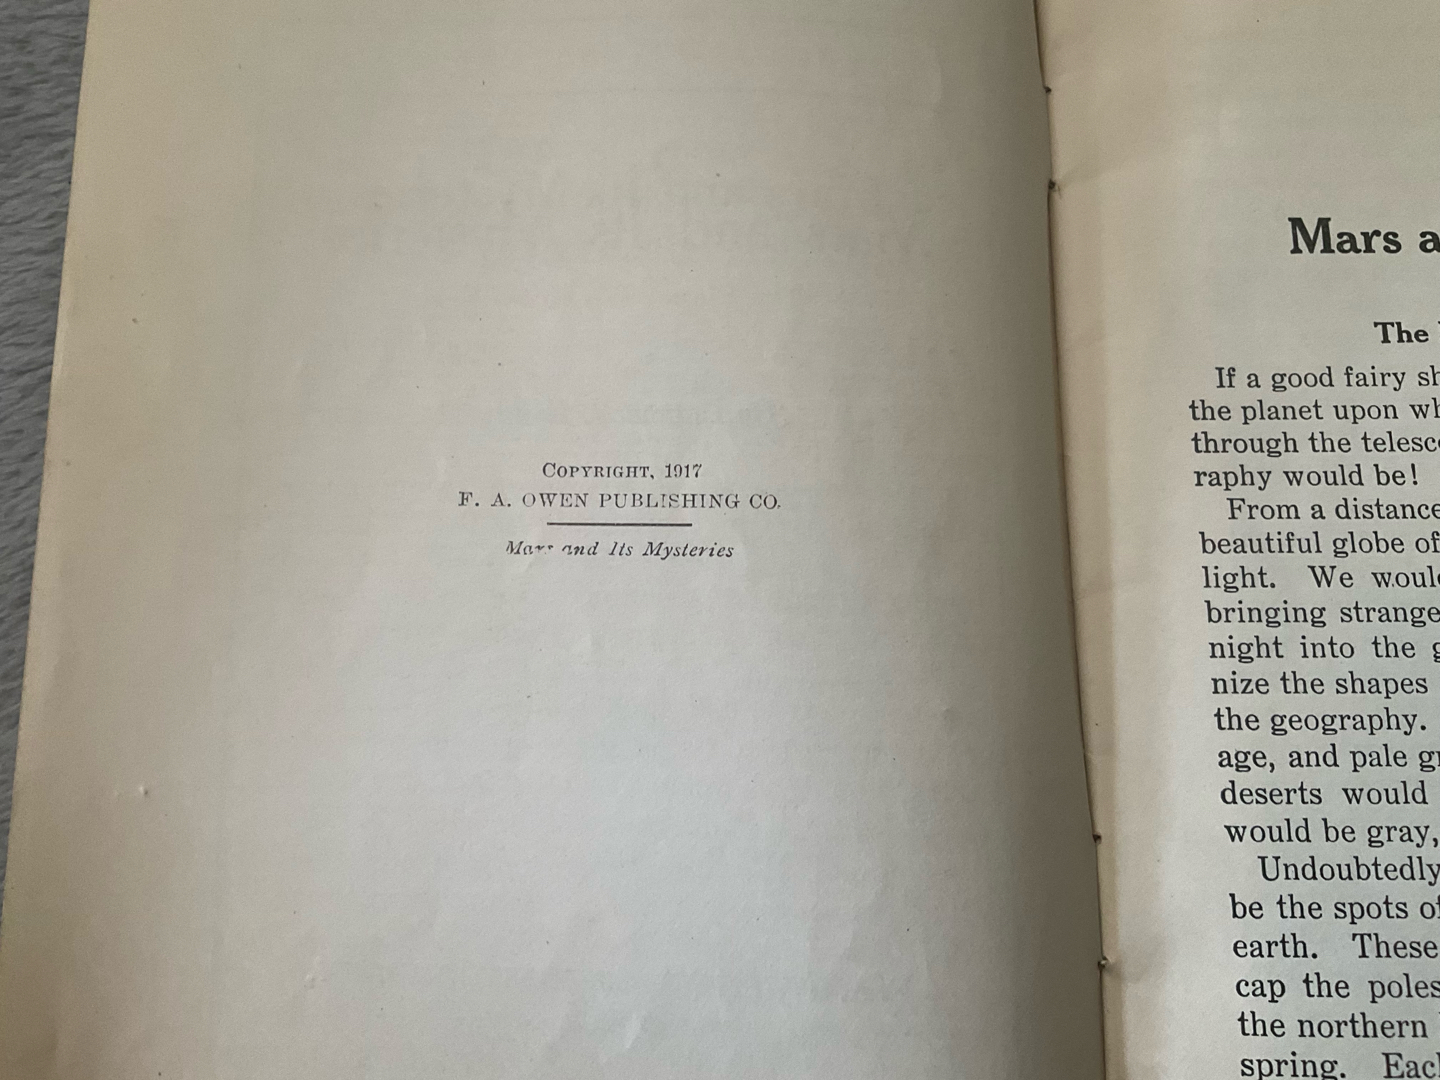 COPYRIGHT, 1917
F. A. OWEN PUBLISHING CO.
Mars and Its Mysteries
Mars a
The
If a good fairy sh
the planet upon wh
through the telesc
raphy would be!
From a distance
beautiful globe of
light. We would
bringing strange
night into the g
nize the shapes
the geography.
age, and pale gr
deserts would
would be gray,
Undoubtedly
be the spots of
earth. These
cap the poles
the northern
spring. Eac